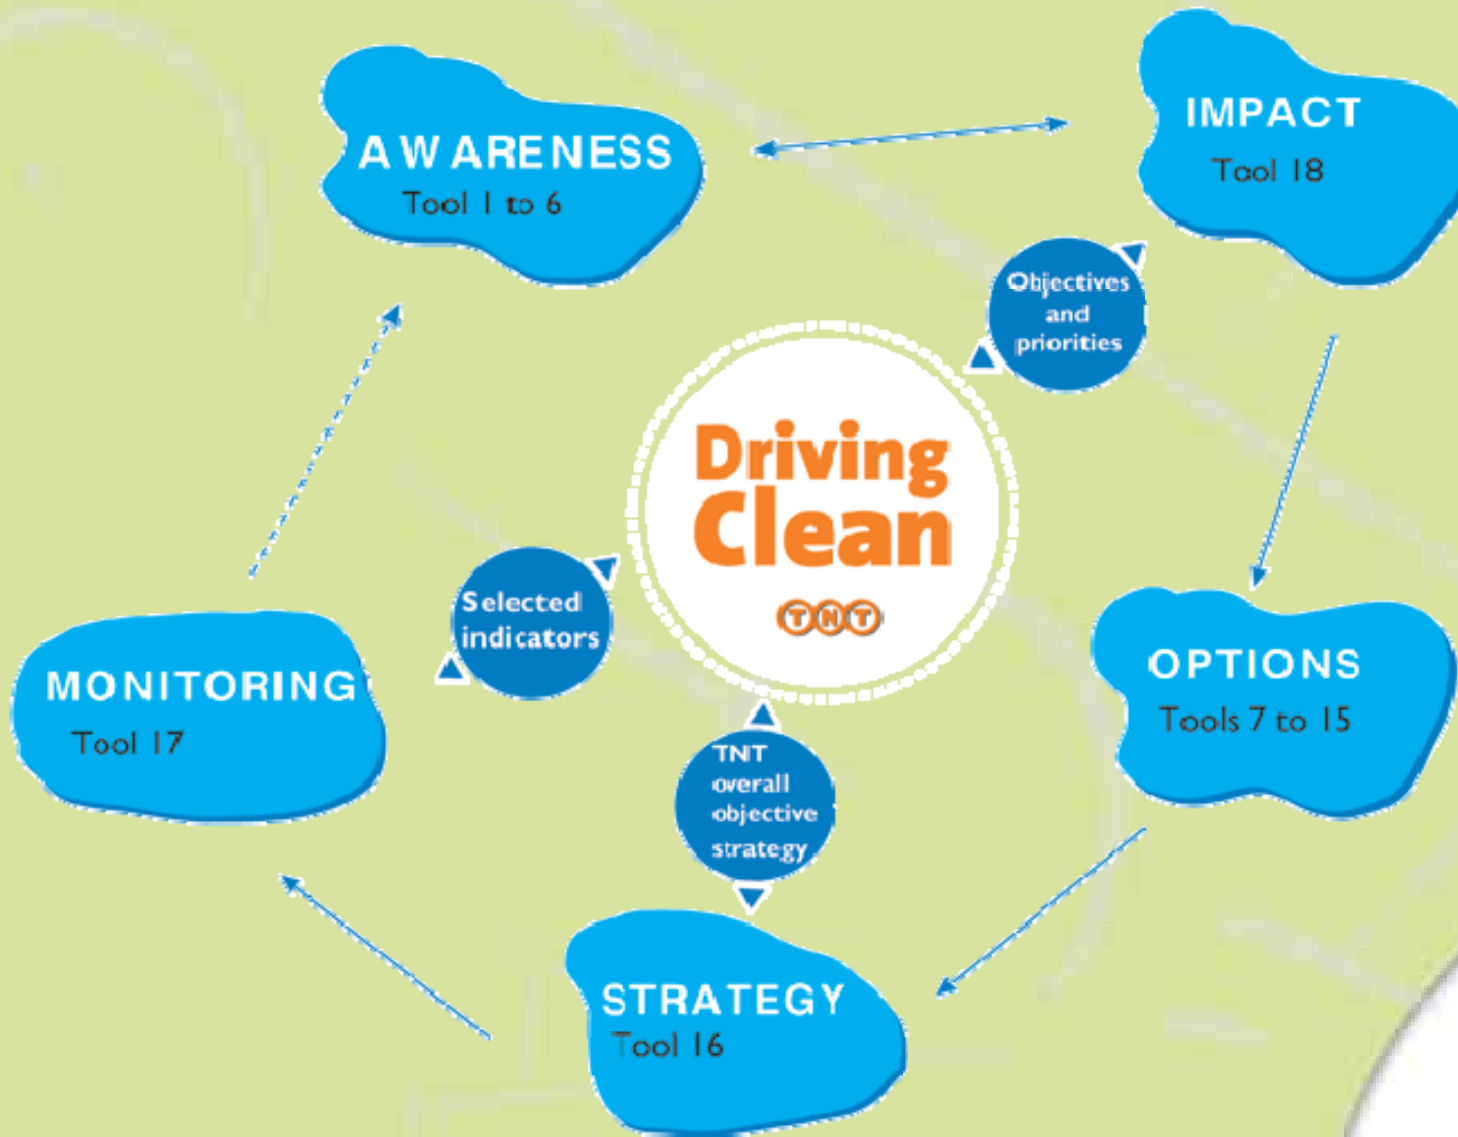 AWARENESS
Tool 1 to 6
IMPACT
Tool 18
Objectives
and
priorities
Driving
Clean
TNT
Selected
indicators
MONITORING
Tool 17
OPTIONS
Tools 7 to 15
TNT
overall
objective
strategy
STRATEGY
Tool 16